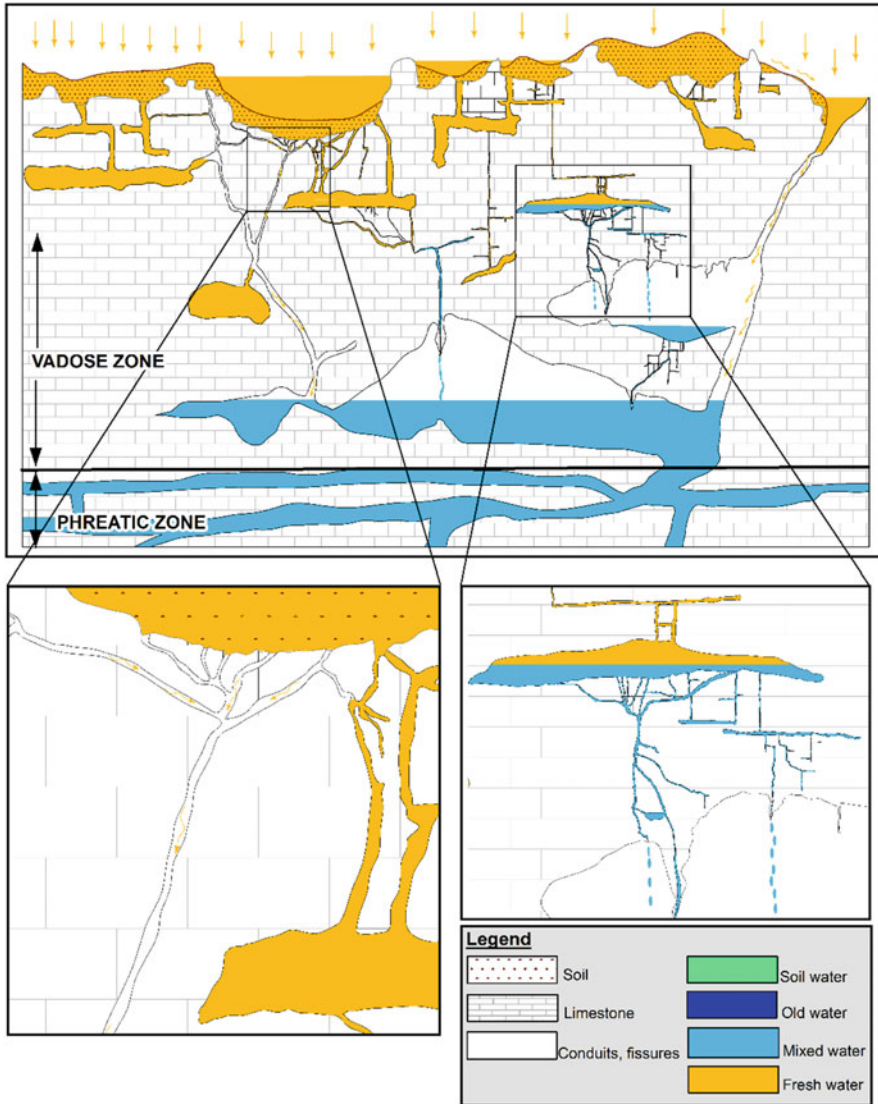 VADOSE ZONE
PHREATIC ZONE
Legend
Soil
Limestone
Conduits, fissures
Soil water
Old water
Mixed water
Fresh water